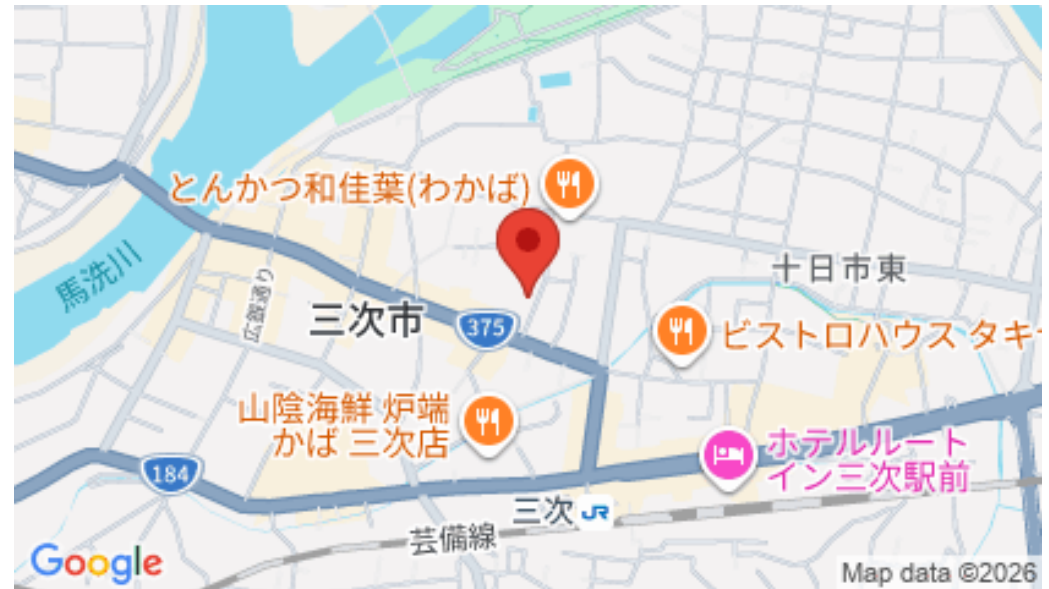 とんかつ和佳葉(わかば)
馬洗川
広銀通り
十日市東
三次市
375
ビストロハウス タキ
山陰海鮮 炉端
かば 三次店
ホテルルート
イン三次駅前
184
三次 JR
芸備線
Google
Map data ©2026